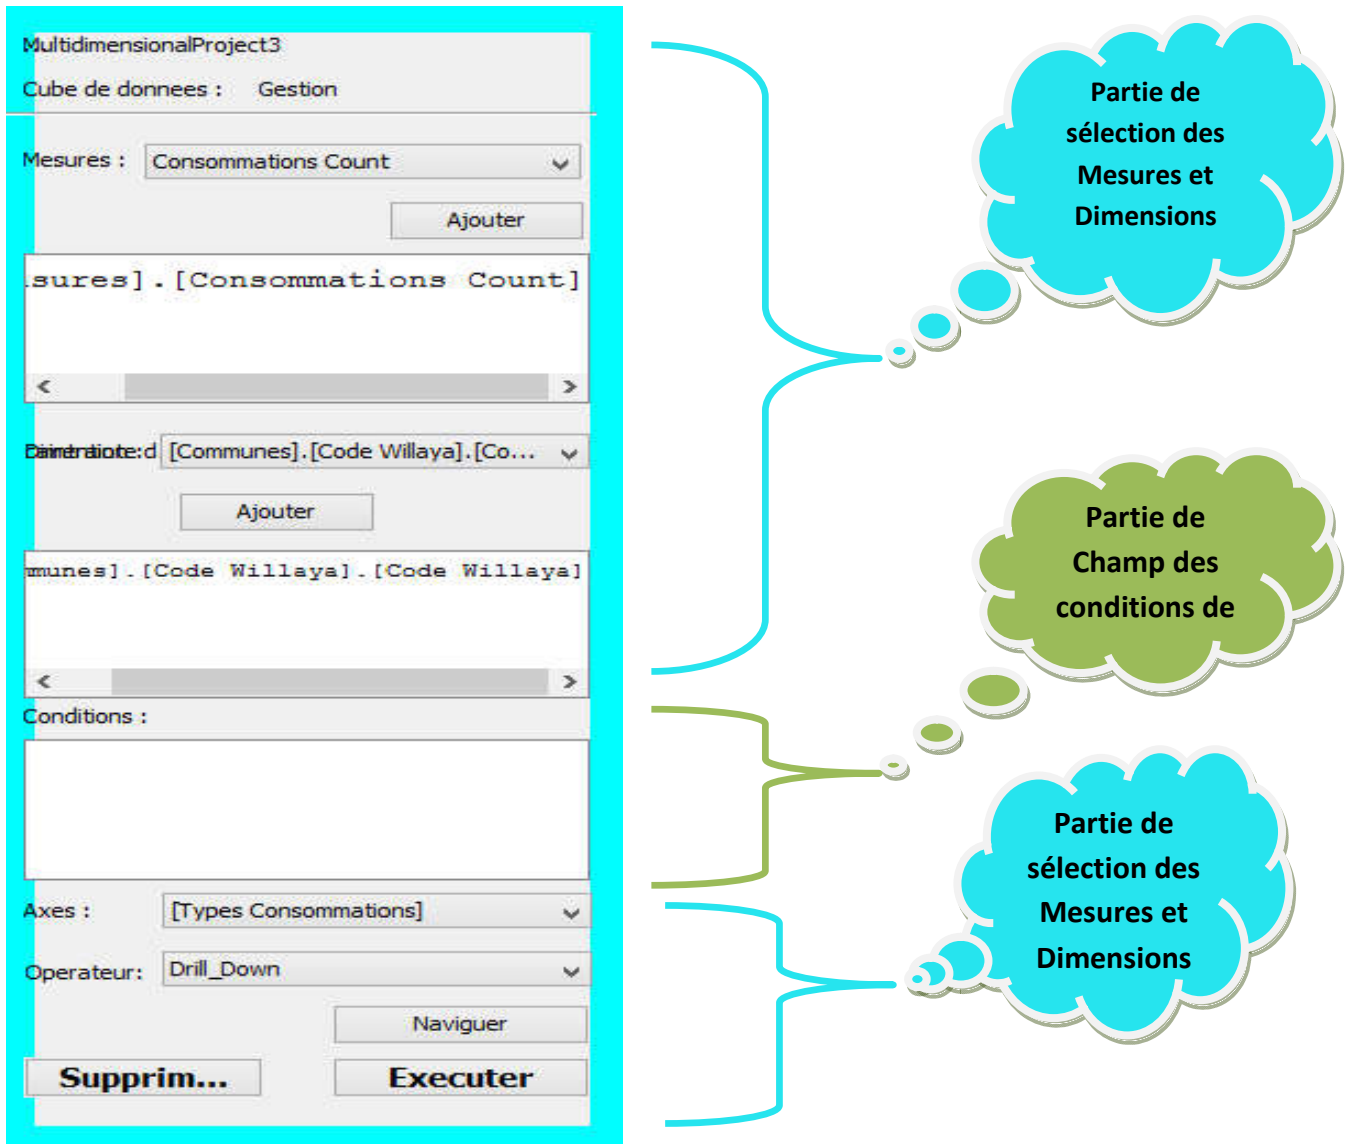 MultidimensionalProject3
Cube de donnees : Gestion
Mesures : Consommations Count
Ajouter
sures].[Consommations Count]
[Communes].[Code Willaya].[Co...
Ajouter
munes].[Code Willaya].[Code Willaya]
Conditions :
Axes : [Types Consommations]
Operateur: Drill_Down
Naviguer
Supprim... Executer
Partie de
sélection des
Mesures et
Dimensions
Partie de
Champ des
conditions de
Partie de
sélection des
Mesures et
Dimensions